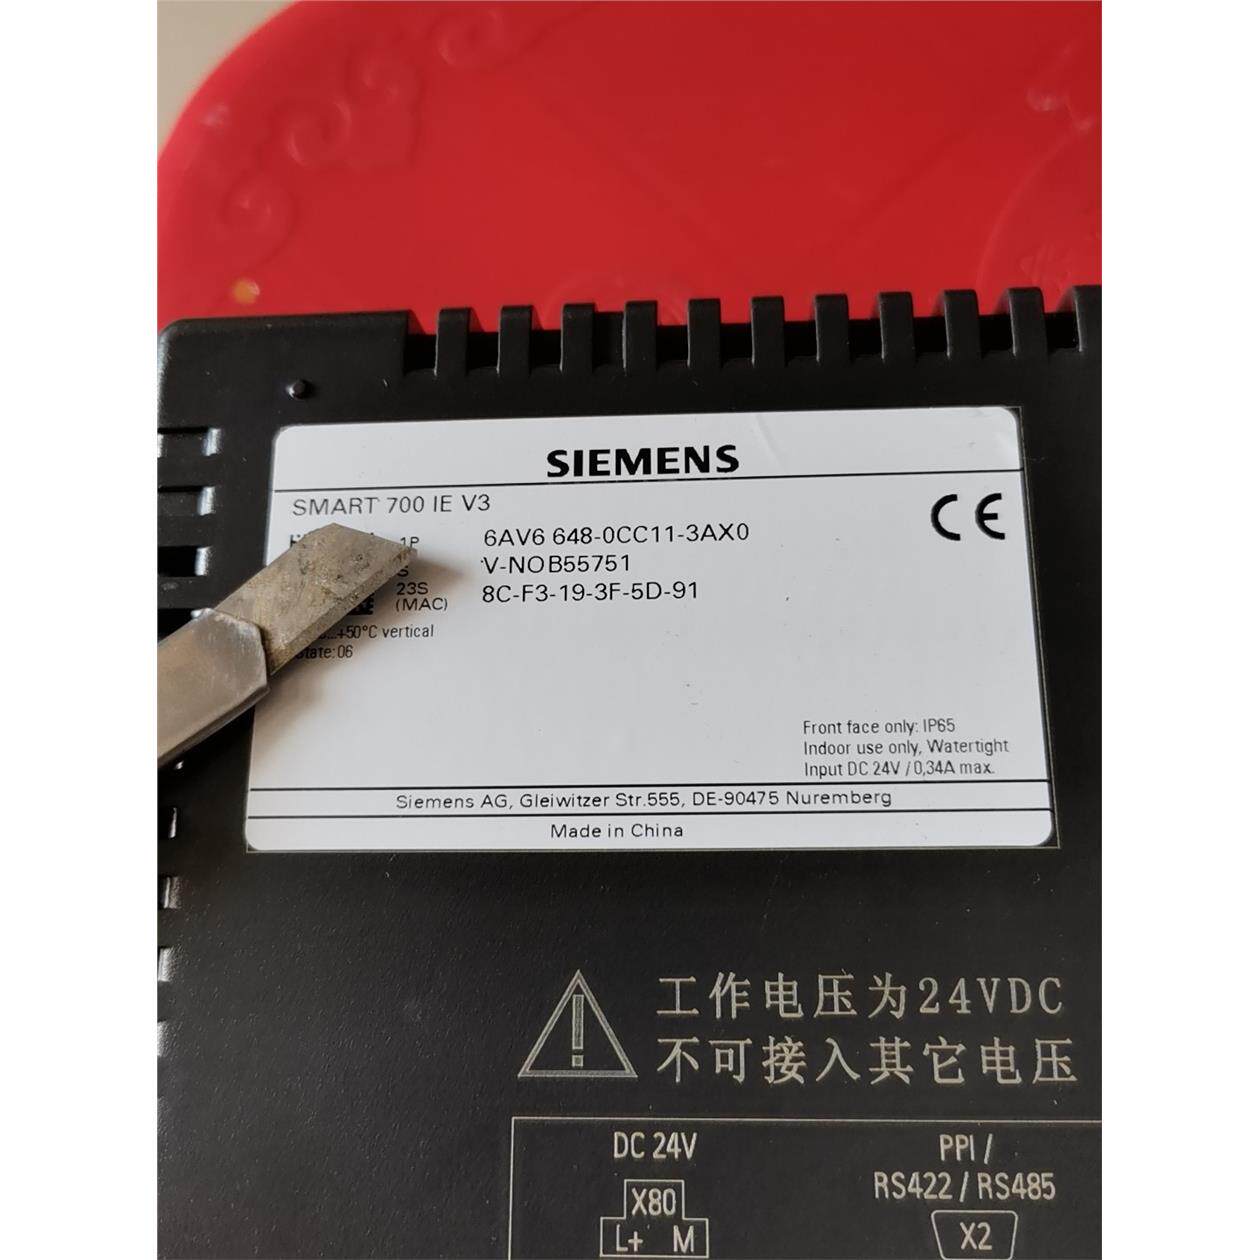 SIEMENS
SMART 700 IE V3
CE
1P 6AV6 648-0CC11-3AX0
S V-NOB55751
23S 8C-F3-19-3F-5D-91
(MAC)
+50°C vertical
06
Front face only: IP65
Indoor use only, Watertight
Input DC 24V / 0,34A max.
Siemens AG, Gleiwitzer Str.555, DE-90475 Nuremberg
Made in China
工作电压为24VDC
不可接入其它电压
DC 24V
X80
L+ M
PPI /
RS422 / RS485
X2